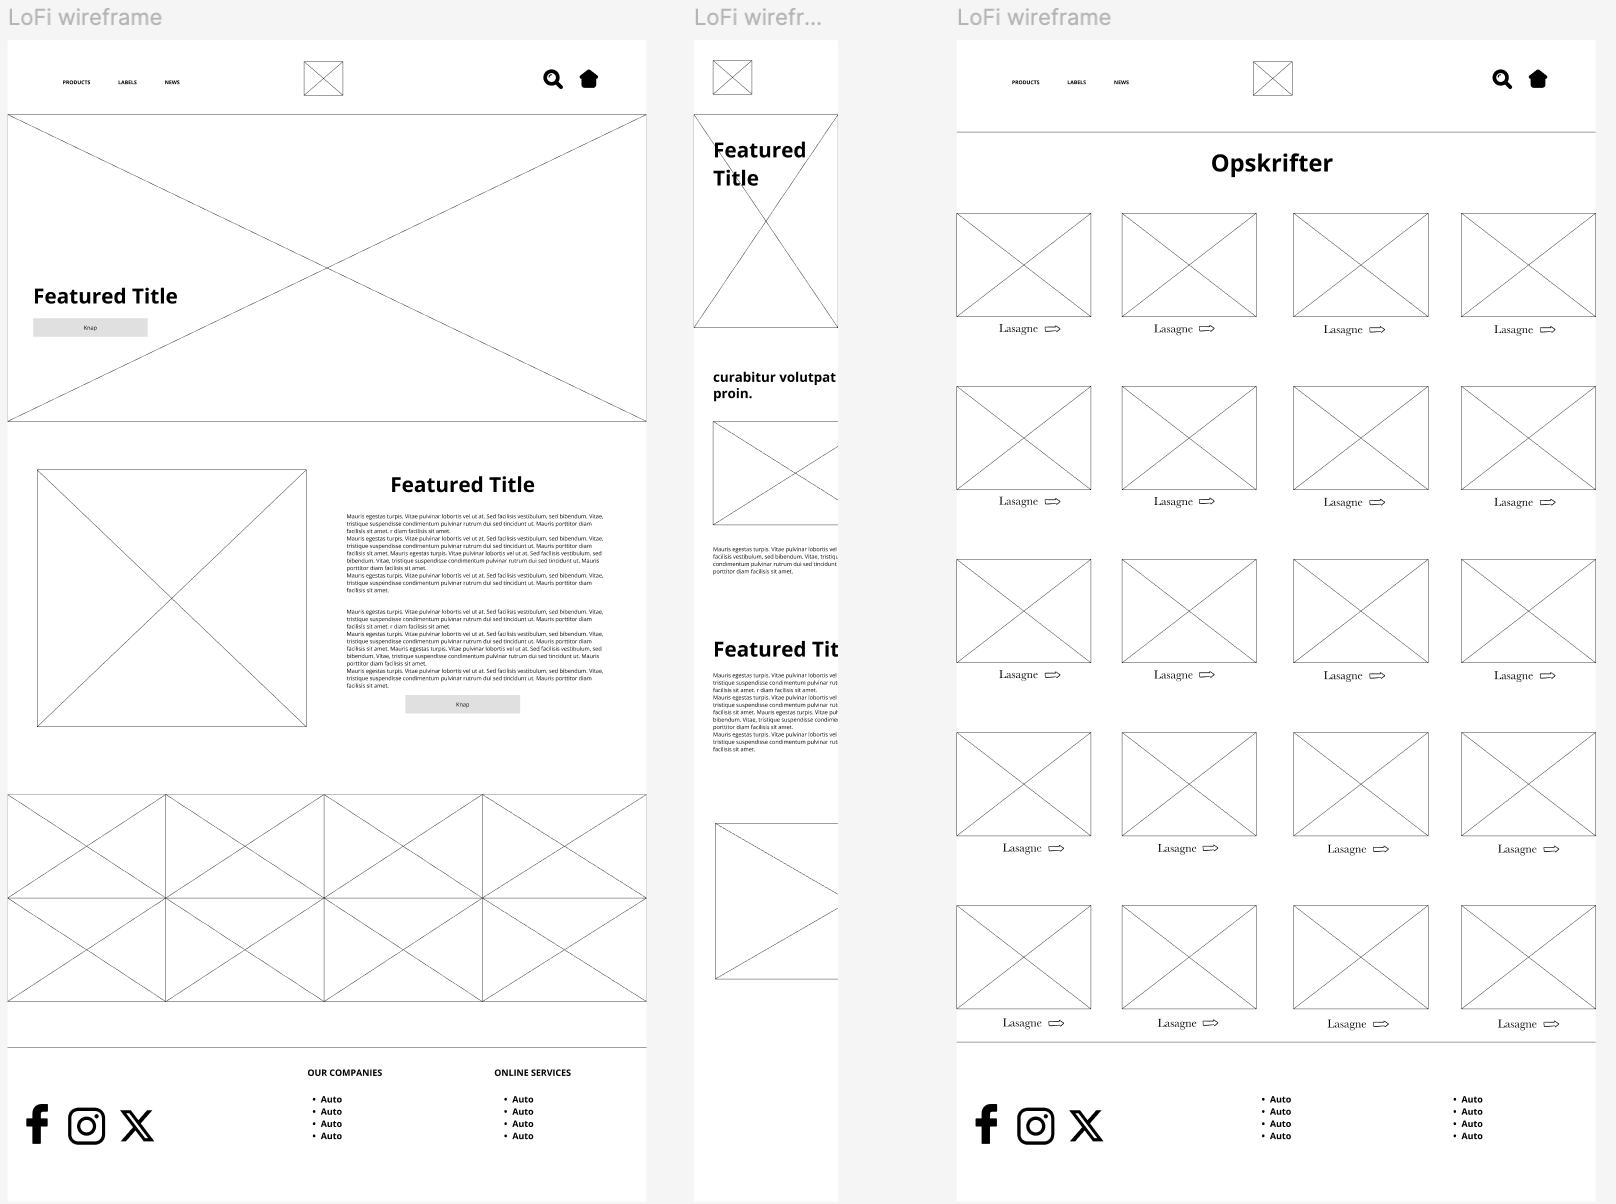 LoFi wireframe
PRODUCTS LABELS NEWS
Featured Title
Knap
Featured Title
Mauris egestas turpis. Vitae pulvinar lobortis vel ut at. Sed facilisis vestibulum, sed bibendum. Vitae,
tristique suspendisse condimentum pulvinar rutrum dui sed tincidunt ut. Mauris porttitor diam
facilisis sit amet. r diam facilisis sit amet.
Mauris egestas turpis. Vitae pulvinar lobortis vel ut at. Sed facilisis vestibulum, sed bibendum. Vitae,
tristique suspendisse condimentum pulvinar rutrum dui sed tincidunt ut. Mauris porttitor diam
facilisis sit amet. Mauris egestas turpis. Vitae pulvinar lobortis vel ut at. Sed facilisis vestibulum, sed
bibendum. Vitae, tristique suspendisse condimentum pulvinar rutrum dui sed tincidunt ut. Mauris
porttitor diam facilisis sit amet.
Mauris egestas turpis. Vitae pulvinar lobortis vel ut at. Sed facilisis vestibulum, sed bibendum. Vitae,
tristique suspendisse condimentum pulvinar rutrum dui sed tincidunt ut. Mauris porttitor diam
facilisis sit amet.
Mauris egestas turpis. Vitae pulvinar lobortis vel ut at. Sed facilisis vestibulum, sed bibendum. Vitae,
tristique suspendisse condimentum pulvinar rutrum dui sed tincidunt ut. Mauris porttitor diam
facilisis sit amet. r diam facilisis sit amet.
Mauris egestas turpis. Vitae pulvinar lobortis vel ut at. Sed facilisis vestibulum, sed bibendum. Vitae,
tristique suspendisse condimentum pulvinar rutrum dui sed tincidunt ut. Mauris porttitor diam
facilisis sit amet. Mauris egestas turpis. Vitae pulvinar lobortis vel ut at. Sed facilisis vestibulum, sed
bibendum. Vitae, tristique suspendisse condimentum pulvinar rutrum dui sed tincidunt ut. Mauris
porttitor diam facilisis sit amet.
Mauris egestas turpis. Vitae pulvinar lobortis vel ut at. Sed facilisis vestibulum, sed bibendum. Vitae,
tristique suspendisse condimentum pulvinar rutrum dui sed tincidunt ut. Mauris porttitor diam
facilisis sit amet.
Knap
OUR COMPANIES
• Auto
• Auto
• Auto
• Auto
ONLINE SERVICES
• Auto
• Auto
• Auto
• Auto
LoFi wirefr...
Featured
Title
curabitur volutpat
proin.
Mauris egestas turpis. Vitae pulvinar lobortis vel
facilisis vestibulum, sed bibendum. Vitae, tristiqu
condimentum pulvinar rutrum dui sed tincidunt
porttitor diam facilisis sit amet.
Featured Tit
Mauris egestas turpis. Vitae pulvinar lobortis vel
tristique suspendisse condimentum pulvinar rut
facilisis sit amet. r diam facilisis sit amet.
Mauris egestas turpis. Vitae pulvinar lobortis vel
tristique suspendisse condimentum pulvinar rut
facilisis sit amet. Mauris egestas turpis. Vitae pul
bibendum. Vitae, tristique suspendisse condime
porttitor diam facilisis sit amet.
Mauris egestas turpis. Vitae pulvinar lobortis vel
tristique suspendisse condimentum pulvinar rut
facilisis sit amet.
LoFi wireframe
PRODUCTS LABELS NEWS
Opskrifter
Lasagne Lasagne Lasagne Lasagne
Lasagne Lasagne Lasagne Lasagne
Lasagne Lasagne Lasagne Lasagne
Lasagne Lasagne Lasagne Lasagne
Lasagne Lasagne Lasagne Lasagne
• Auto
• Auto
• Auto
• Auto
• Auto
• Auto
• Auto
• Auto